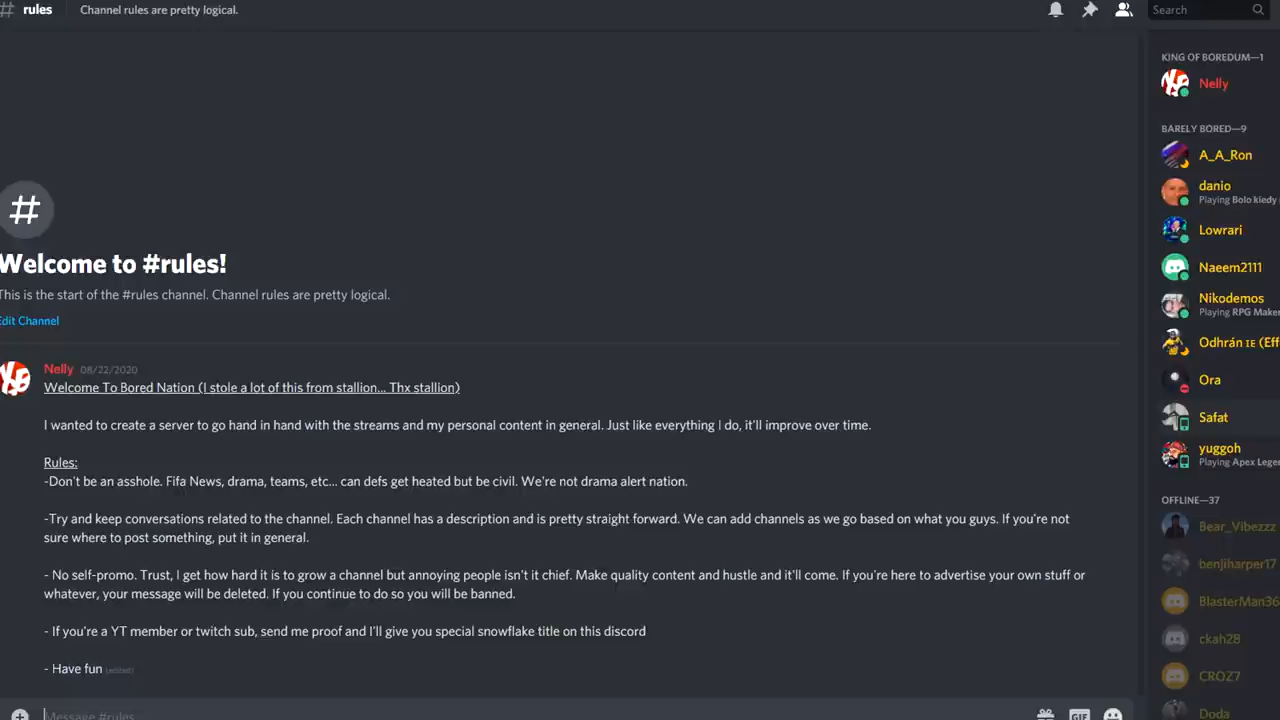 rules
Channel rules are pretty logical.
Search
Welcome to #rules!
This is the start of the #rules channel. Channel rules are pretty logical.
Edit Channel
Nelly 08/22/2020
Welcome To Bored Nation (I stole a lot of this from stallion... Thx stallion)
I wanted to create a server to go hand in hand with the streams and my personal content in general. Just like everything I do, it'll improve over time.
Rules:
-Don't be an asshole. Fifa News, drama, teams, etc... can defs get heated but be civil. We're not drama alert nation.
-Try and keep conversations related to the channel. Each channel has a description and is pretty straight forward. We can add channels as we go based on what you guys. If you're not
sure where to post something, put it in general.
- No self-promo. Trust, I get how hard it is to grow a channel but annoying people isn't it chief. Make quality content and hustle and it'll come. If you're here to advertise your own stuff or
whatever, your message will be deleted. If you continue to do so you will be banned.
- If you're a YT member or twitch sub, send me proof and I'll give you special snowflake title on this discord
- Have fun (edited)
Message #rules
GIF
KING OF BOREDUM—1
Nelly
BARELY BORED—9
A_A_Ron
danio
Playing Bolo kiedy
Lowrari
Naeem2111
Nikodemos
Playing RPG Maker
Odhrán IE (Eff
Ora
Safat
yuggoh
Playing Apex Leger
OFFLINE—37
Bear_Vibezzz
benjiharper17
BlasterMan36
ckah28
CROZ7
Doda